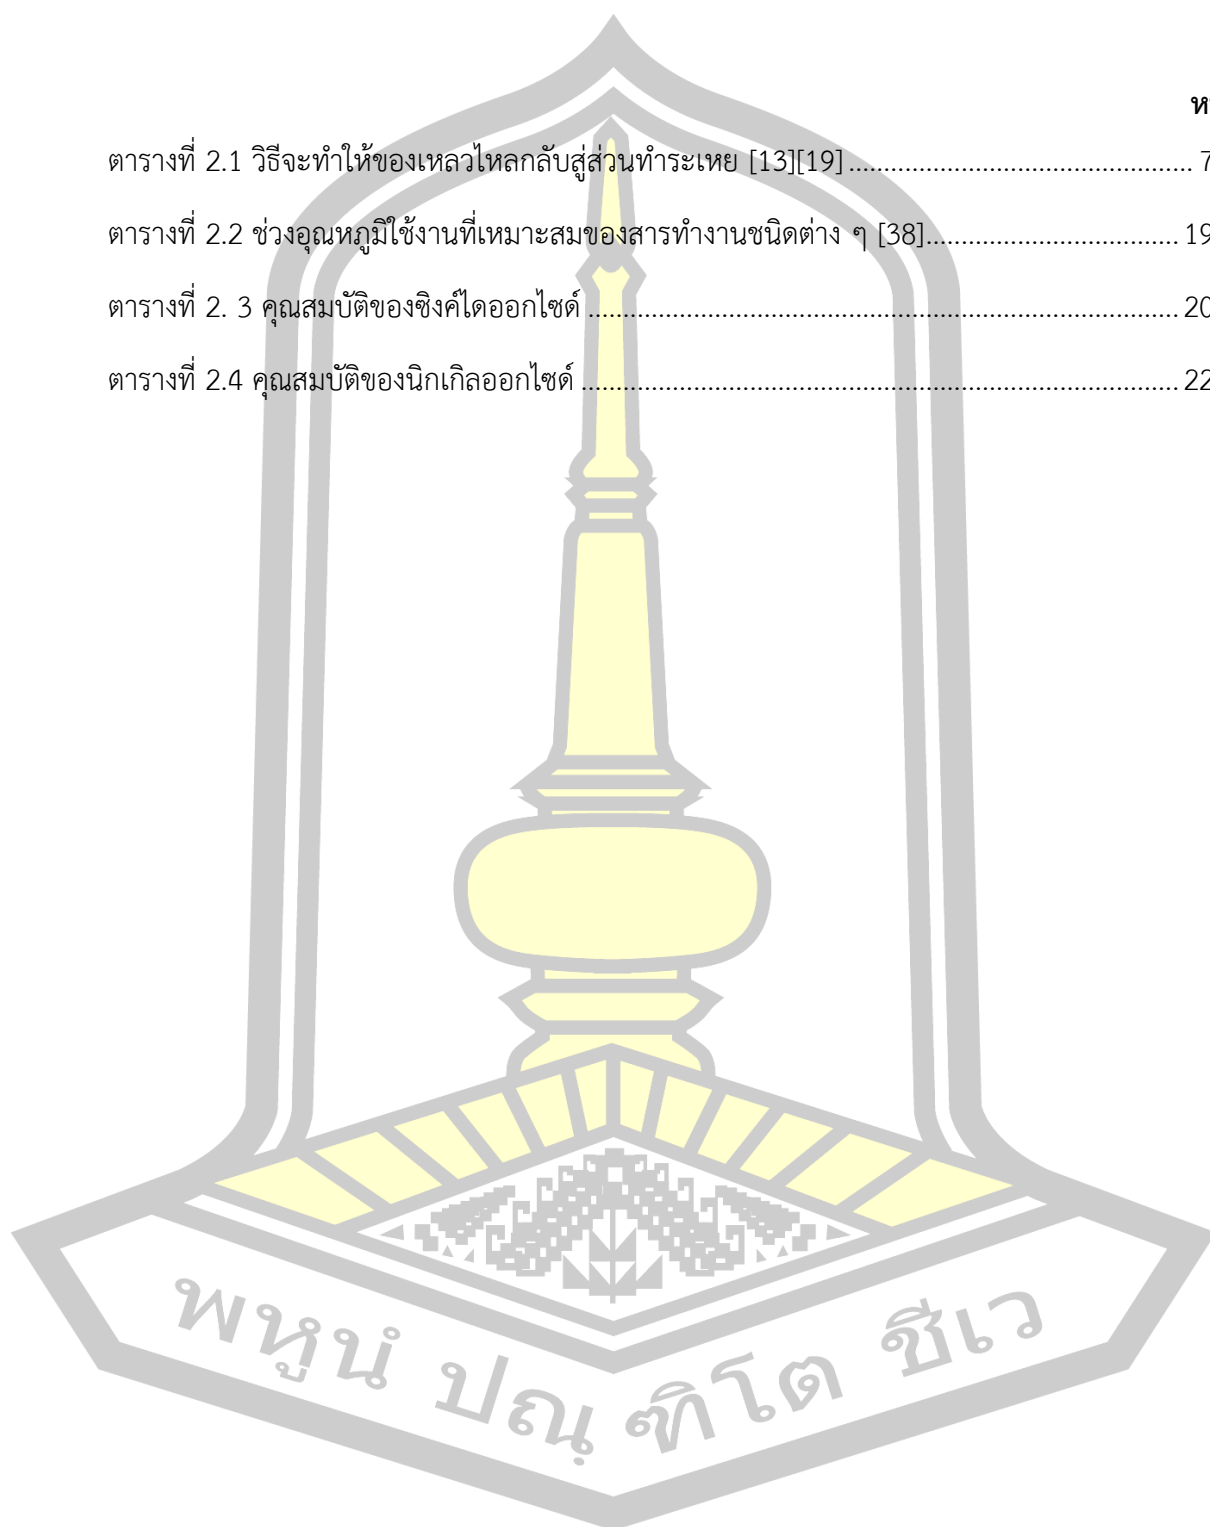 ตารางที่ 2.1 วิธีจะทำให้ของเหลวไหลกลับสู่ส่วนทำระเหย [13][19] ................................................ 7
ตารางที่ 2.2 ช่วงอุณหภูมิใช้งานที่เหมาะสมของสารทำงานชนิดต่าง ๆ [38]................................... 19
ตารางที่ 2. 3 คุณสมบัติของซิงค์ไดออกไซด์ ................................................................................... 20
ตารางที่ 2.4 คุณสมบัติของนิกเกิลออกไซด์ .................................................................................... 22
พหูนํ ปณฺฑิโต ชีเว